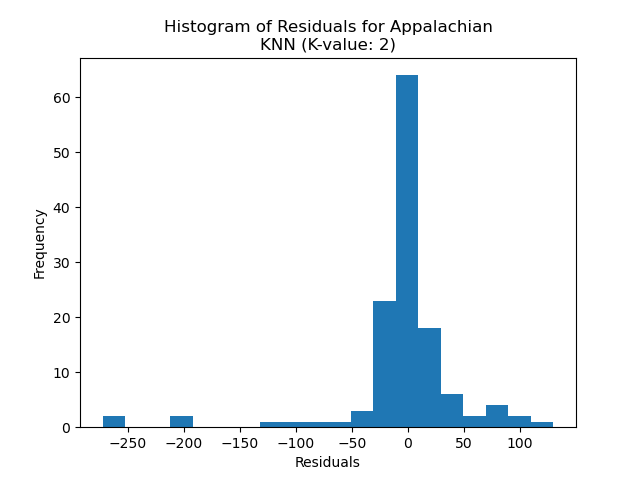 Histogram of Residuals for Appalachian
KNN (K-value: 2)
60
50
40
30
20
10
0
Frequency
−250 −200 −150 −100 −50 0 50 100
Residuals